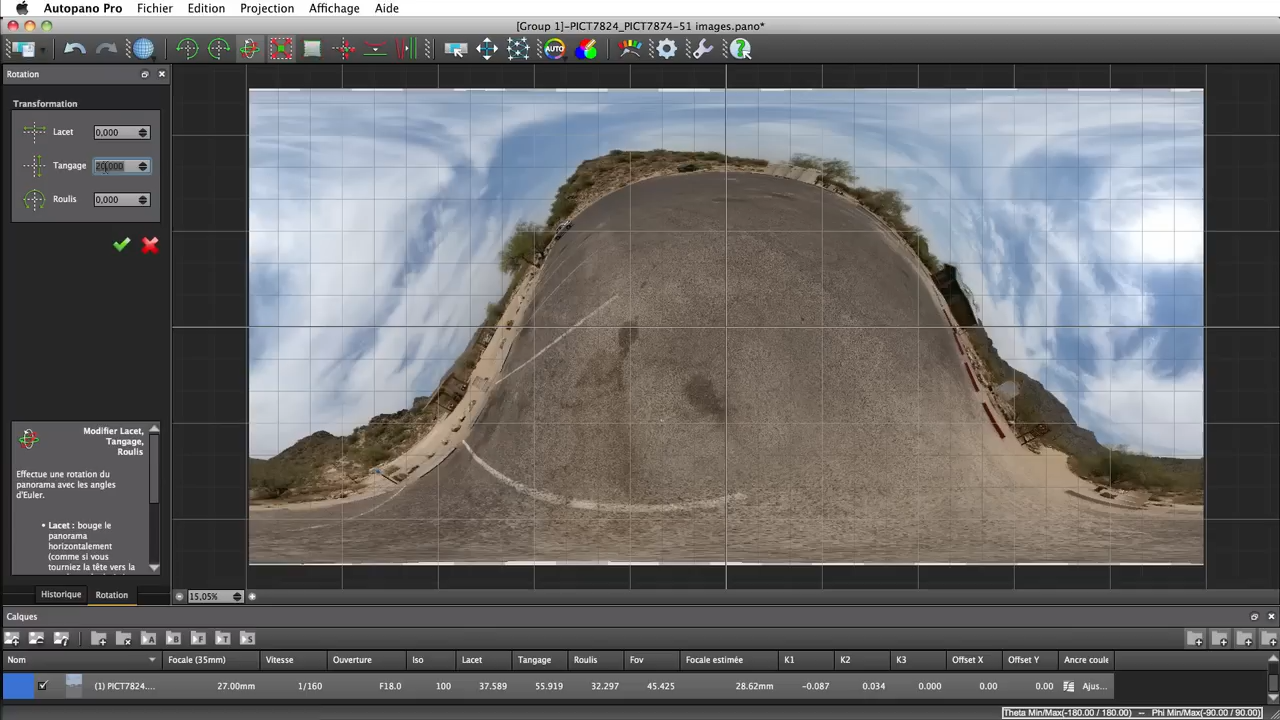 Autopano Pro Fichier Edition Projection Affichage Aide
[Group 1]-PICT7824_PICT7874-51 images.pano*
AUTO
Rotation
Transformation
Lacet 0,000
Tangage 20,000
Roulis 0,000
Modifier Lacet,
Tangage,
Roulis
Effectue une rotation du
panorama avec les angles
d'Euler.
• Lacet : bouge le
panorama
horizontalement
(comme si vous
tourniez la tête vers la
Historique Rotation
15,05%
Calques
A B F T S
Nom Focale (35mm) Vitesse Ouverture Iso Lacet Tangage Roulis Fov Focale estimée K1 K2 K3 Offset X Offset Y Ancre coule
(1) PICT7824.... 27.00mm 1/160 F18.0 100 37.589 55.919 32.297 45.425 28.62mm -0.087 0.034 0.000 0.00 0.00 Ajus...
Theta Min/Max(-180.00 / 180.00) -- Phi Min/Max(-90.00 / 90.00)